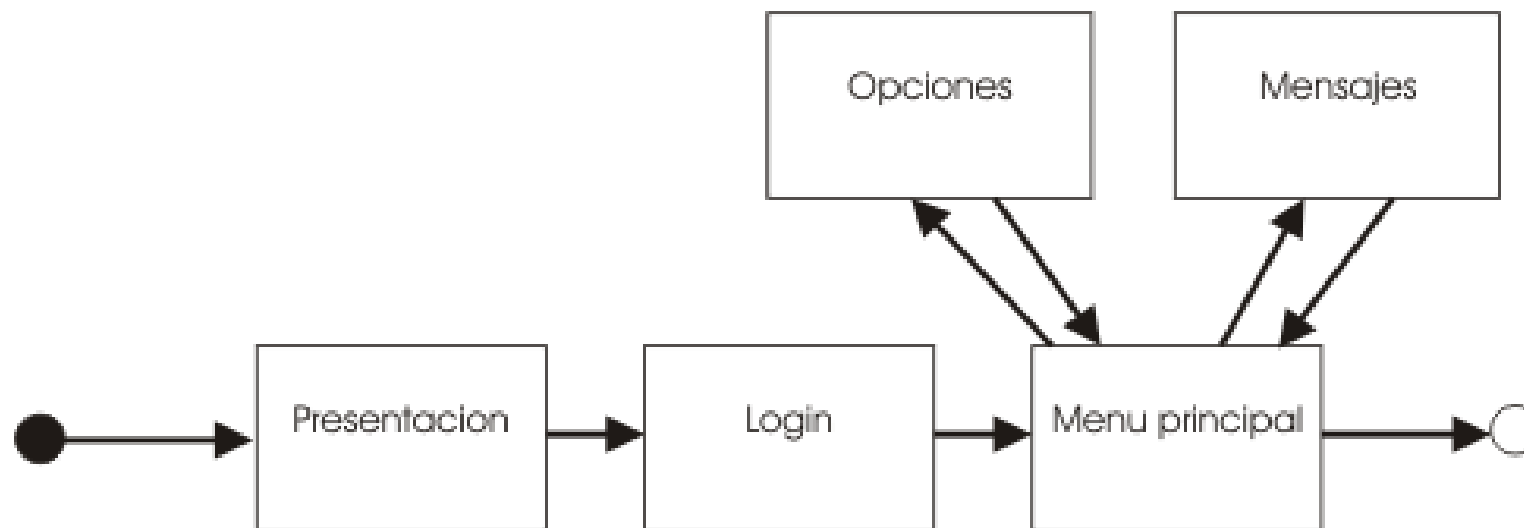 Opciones
Mensajes
Presentacion
Login
Menu principal